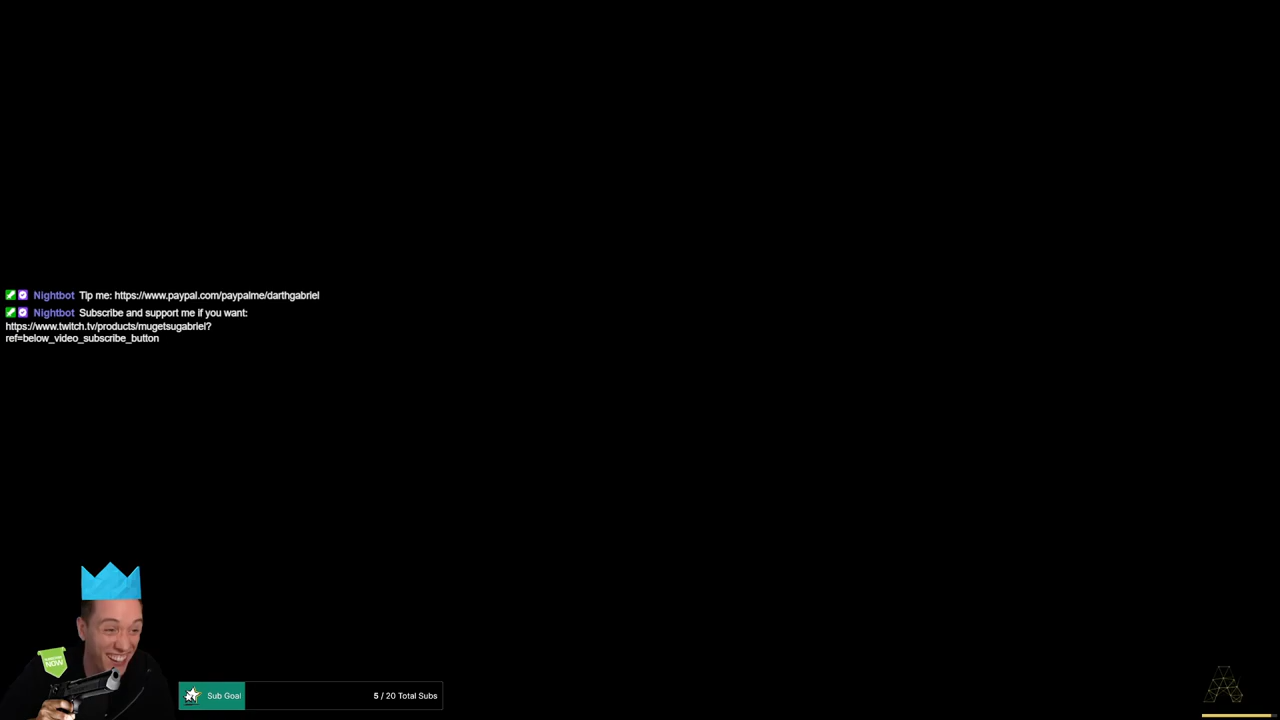 Nightbot Tip me: https://www.paypal.com/paypalme/darthgabriel
Nightbot Subscribe and support me if you want:
https://www.twitch.tv/products/mugetsugabriel?
ref=below_video_subscribe_button
NOW
Sub Goal 5 / 20 Total Subs